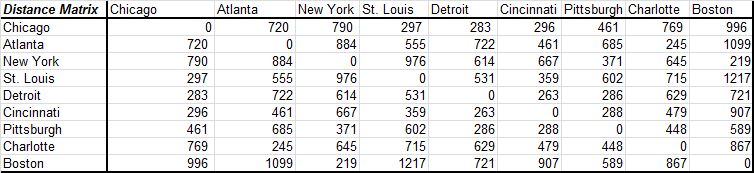 Distance Matrix Chicago Atlanta New York St. Louis Detroit Cincinnati Pittsburgh Charlotte Boston
Chicago 0 720 790 297 283 296 461 769 996
Atlanta 720 0 884 555 722 461 685 245 1099
New York 790 884 0 976 614 667 371 645 219
St. Louis 297 555 976 0 531 359 602 715 1217
Detroit 283 722 614 531 0 263 286 629 721
Cincinnati 296 461 667 359 263 0 288 479 907
Pittsburgh 461 685 371 602 286 288 0 448 589
Charlotte 769 245 645 715 629 479 448 0 867
Boston 996 1099 219 1217 721 907 589 867 0